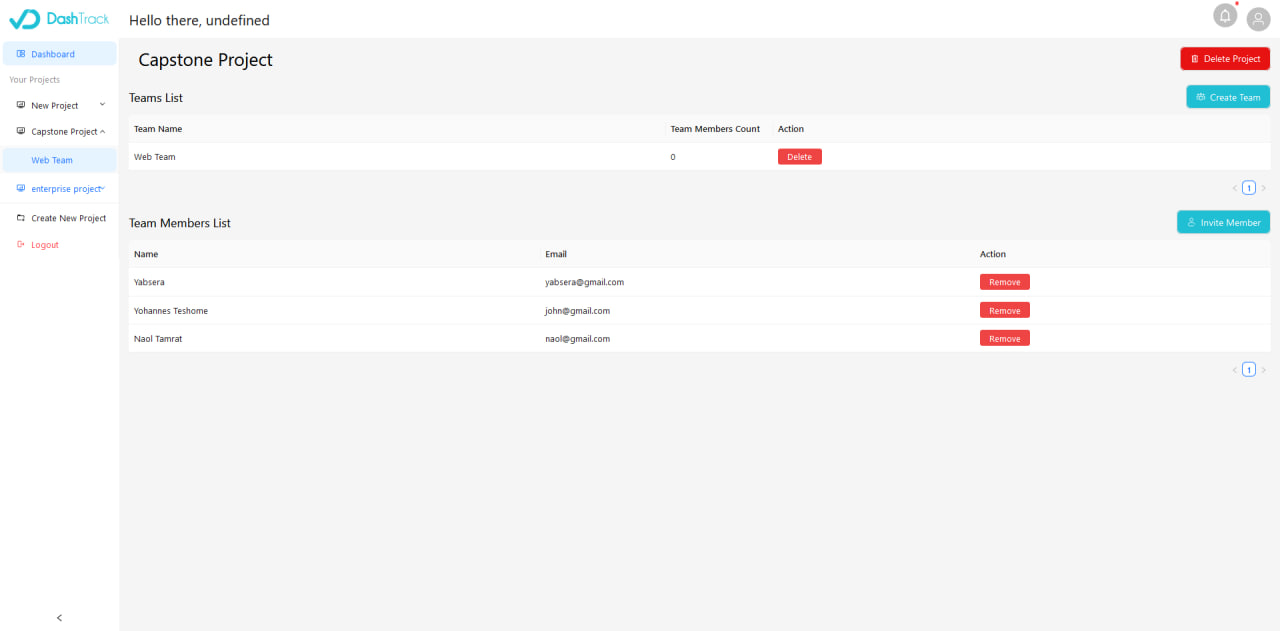 DashTrack
Hello there, undefined
Dashboard
Your Projects
New Project
Capstone Project
Web Team
enterprise project
Create New Project
Logout
Capstone Project
Delete Project
Teams List
Create Team
Team Name Team Members Count Action
Web Team 0 Delete
1
Team Members List
Invite Member
Name Email Action
Yabsera yabsera@gmail.com Remove
Yohannes Teshome john@gmail.com Remove
Naol Tamrat naol@gmail.com Remove
1